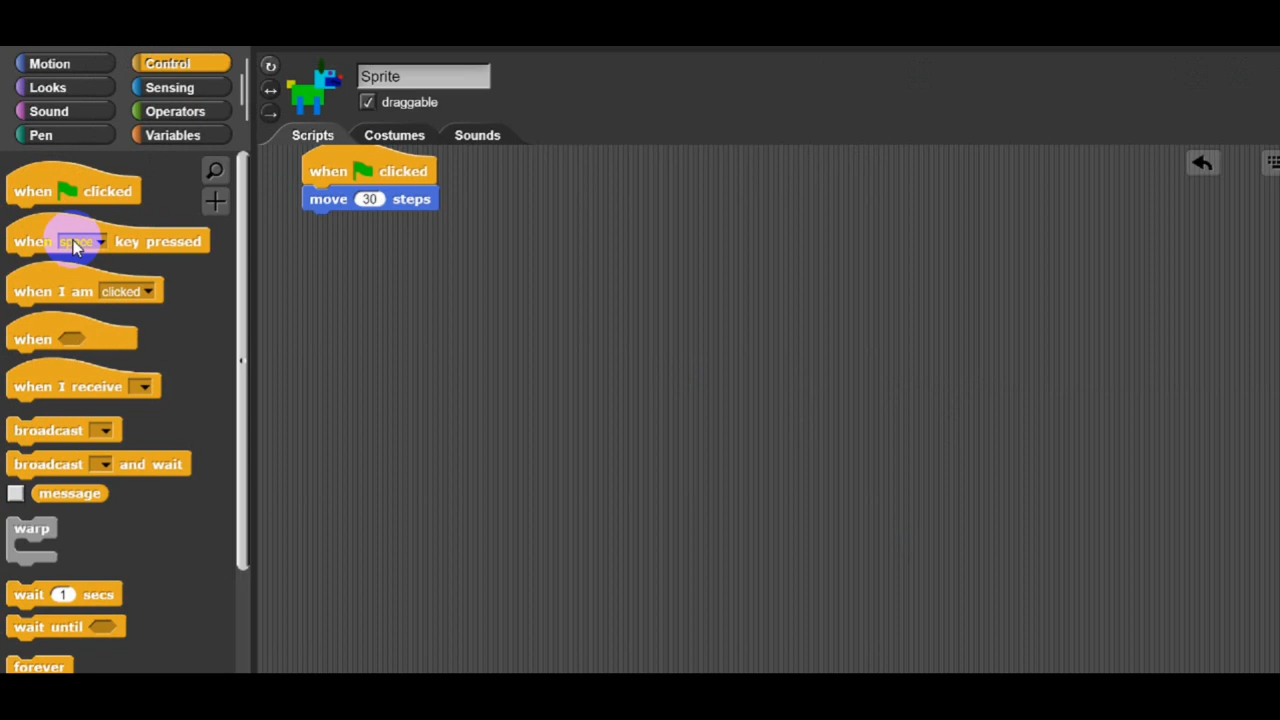 Motion Control
Looks Sensing
Sound Operators
Pen Variables
Sprite
draggable
Scripts Costumes Sounds
when clicked
when space key pressed
when I am clicked
when
when I receive
broadcast
broadcast and wait
message
warp
wait 1 secs
wait until
forever
when clicked
move 30 steps